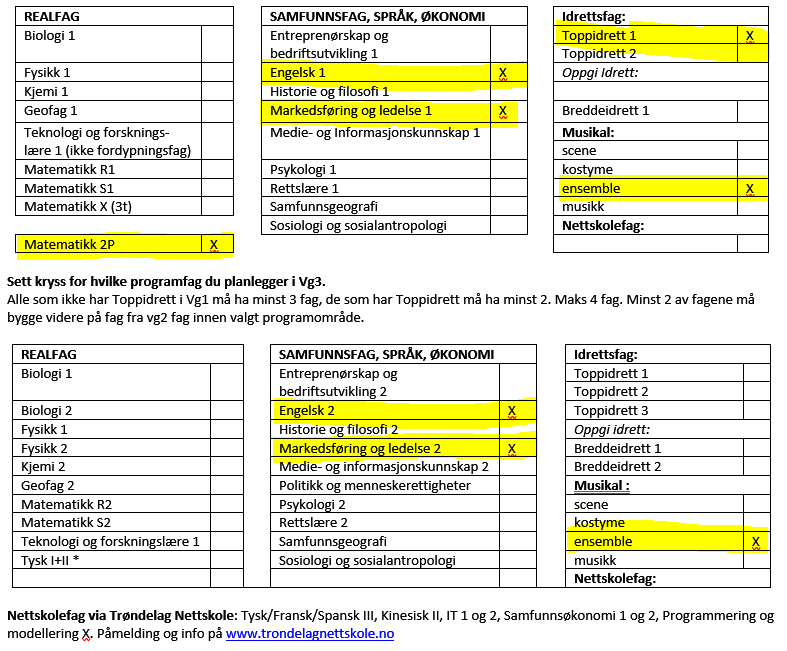 REALFAG
Biologi 1
Fysikk 1
Kjemi 1
Geofag 1
Teknologi og forsknings-
lære 1 (ikke fordypningsfag)
Matematikk R1
Matematikk S1
Matematikk X (3t)
Matematikk 2P X
SAMFUNNSFAG, SPRÅK, ØKONOMI
Entreprenørskap og
bedriftsutvikling 1
Engelsk 1 X
Historie og filosofi 1
Markedsføring og ledelse 1 X
Medie- og Informasjonskunnskap 1
Psykologi 1
Rettslære 1
Samfunnsgeografi
Sosiologi og sosialantropologi
Idrettsfag:
Toppidrett 1 X
Toppidrett 2
Oppgi Idrett:
Breddeidrett 1
Musikal:
scene
kostyme
ensemble X
musikk
Nettskolefag:
Sett kryss for hvilke programfag du planlegger i Vg3.
Alle som ikke har Toppidrett i Vg1 må ha minst 3 fag, de som har Toppidrett må ha minst 2. Maks 4 fag. Minst 2 av fagene må
bygge videre på fag fra vg2 fag innen valgt programområde.
REALFAG
Biologi 1
Biologi 2
Fysikk 1
Fysikk 2
Kjemi 2
Geofag 2
Matematikk R2
Matematikk S2
Teknologi og forskningslære 1
Tysk I+II *
SAMFUNNSFAG, SPRÅK, ØKONOMI
Entreprenørskap og
bedriftsutvikling 2
Engelsk 2 X
Historie og filosofi 2
Markedsføring og ledelse 2 X
Medie- og informasjonskunnskap 2
Politikk og menneskerettigheter
Psykologi 2
Rettslære 2
Samfunnsgeografi
Sosiologi og sosialantropologi
Idrettsfag:
Toppidrett 1
Toppidrett 2
Toppidrett 3
Oppgi idrett:
Breddeidrett 1
Breddeidrett 2
Musikal :
scene
kostyme
ensemble X
musikk
Nettskolefag:
Nettskolefag via Trøndelag Nettskole: Tysk/Fransk/Spansk III, Kinesisk II, IT 1 og 2, Samfunnsøkonomi 1 og 2, Programmering og
modellering X. Påmelding og info på www.trondelagnettskole.no